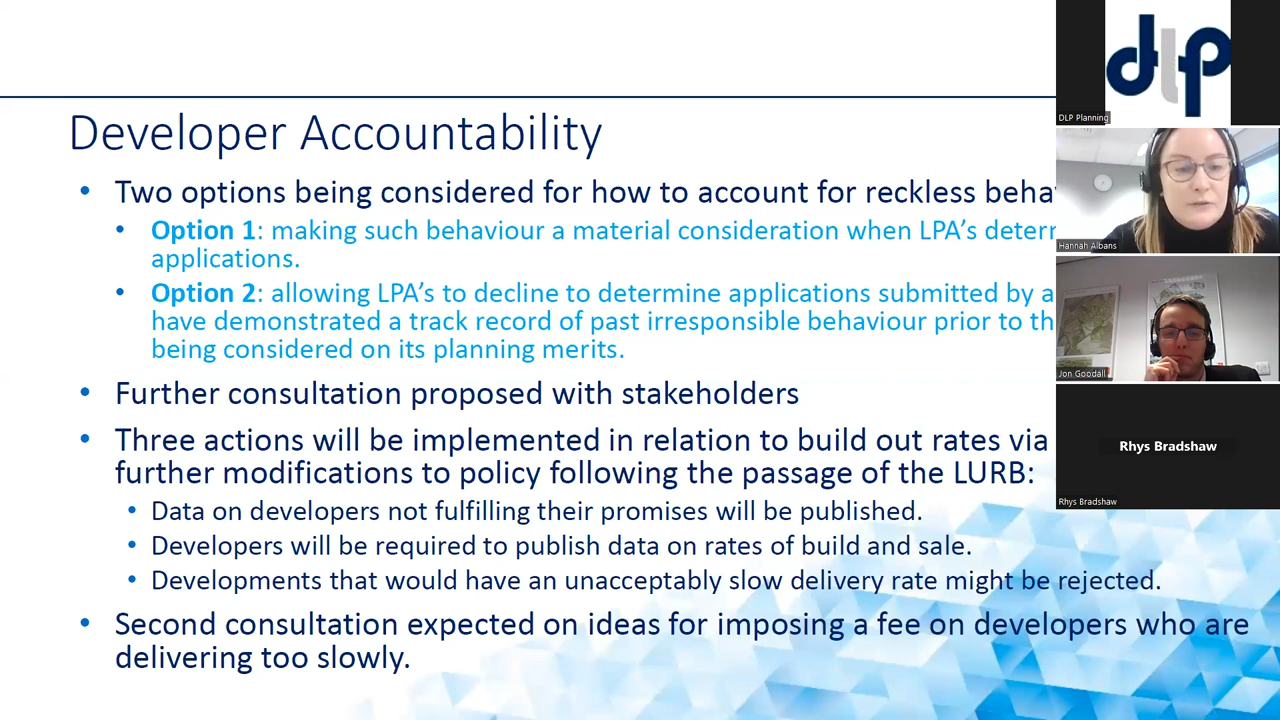 Developer Accountability
• Two options being considered for how to account for reckless beha
• Option 1: making such behaviour a material consideration when LPA's deter
applications.
• Option 2: allowing LPA's to decline to determine applications submitted by a
have demonstrated a track record of past irresponsible behaviour prior to th
being considered on its planning merits.
• Further consultation proposed with stakeholders
• Three actions will be implemented in relation to build out rates via
further modifications to policy following the passage of the LURB:
• Data on developers not fulfilling their promises will be published.
• Developers will be required to publish data on rates of build and sale.
• Developments that would have an unacceptably slow delivery rate might be rejected.
• Second consultation expected on ideas for imposing a fee on developers who are
delivering too slowly.
dlp
DLP Planning
Hannah Albans
Jon Goodall
Rhys Bradshaw
Rhys Bradshaw